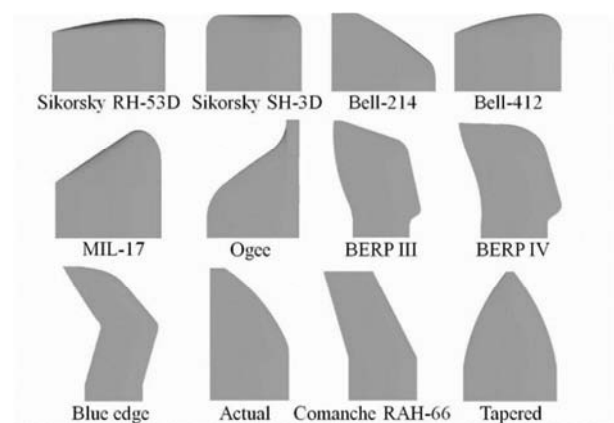 Sikorsky RH-53D Sikorsky SH-3D Bell-214 Bell-412
MIL-17 Ogee BERP III BERP IV
Blue edge Actual Comanche RAH-66 Tapered